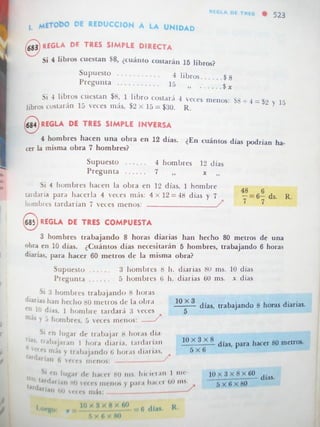 REGLA DE TRES ● 523
I. METODO DE REDUCCION A LA UNIDAD
683 REGLA DE TRES SIMPLE DIRECTA
Si 4 libros cuestan $8, ¿cuánto costarán 15 libros?
Supuesto . . . . . . . . . . . 4 libros. . . . . . $ 8
Pregunta . . . . . . . . . . . 15 „ . . . . . . $ x
Si 4 libros cuestan $8, 1 libro costará 4 veces menos: $8 ÷ 4 = $2 y 15
libros costarán 15 veces más, $2 × 15 = $30. R.
684 REGLA DE TRES SIMPLE INVERSA
4 hombres hacen una obra en 12 días. ¿En cuántos días podrían ha-
cer la misma obra 7 hombres?
Supuesto . . . . . . 4 hombres 12 días
Pregunta . . . . . . 7 „ x „
Si 4 hombres hacen la obra en 12 días, 1 hombre
tardaría para hacerla 4 veces más: 4 × 12 = 48 días y 7
hombres tardarían 7 veces menos:
48/7 = 6 6/7 ds. R.
685 REGLA DE TRES COMPUESTA
3 hombres trabajando 8 horas diarias han hecho 80 metros de una
obra en 10 días. ¿Cuántos días necesitarán 5 hombres, trabajando 6 horas
diarias, para hacer 60 metros de la misma obra?
Supuesto . . . . . . 3 hombres 8 h. diarias 80 ms. 10 días
Pregunta . . . . . . 5 hombres 6 h. diarias 60 ms. x días
Si 3 hombres trabajando 8 horas
diarias han hecho 80 metros de la obra
en 10 días, 1 hombre tardará 3 veces
más y 5 hombres, 5 veces menos:
10 × 3/5 días, trabajando 8 horas diarias.
Si en lugar de trabajar 8 horas dia-
rias, trabajaran 1 hora diaria, tardarían
8 veces más y trabajando 6 horas diarias,
tardarían 6 veces menos:
10 × 3 × 8/5 × 6 días, para hacer 80 metros.
Si en lugar de hacer 80 ms. hicieran 1 me-
tro, tardarían 80 veces menos y para hacer 60 ms.
tardarían 60 veces más:
10 × 3 × 8 × 60/5 × 6 × 80 días.
Luego: x = 10 × 3 × 8 × 60/5 × 6 × 80 = 6 días. R.